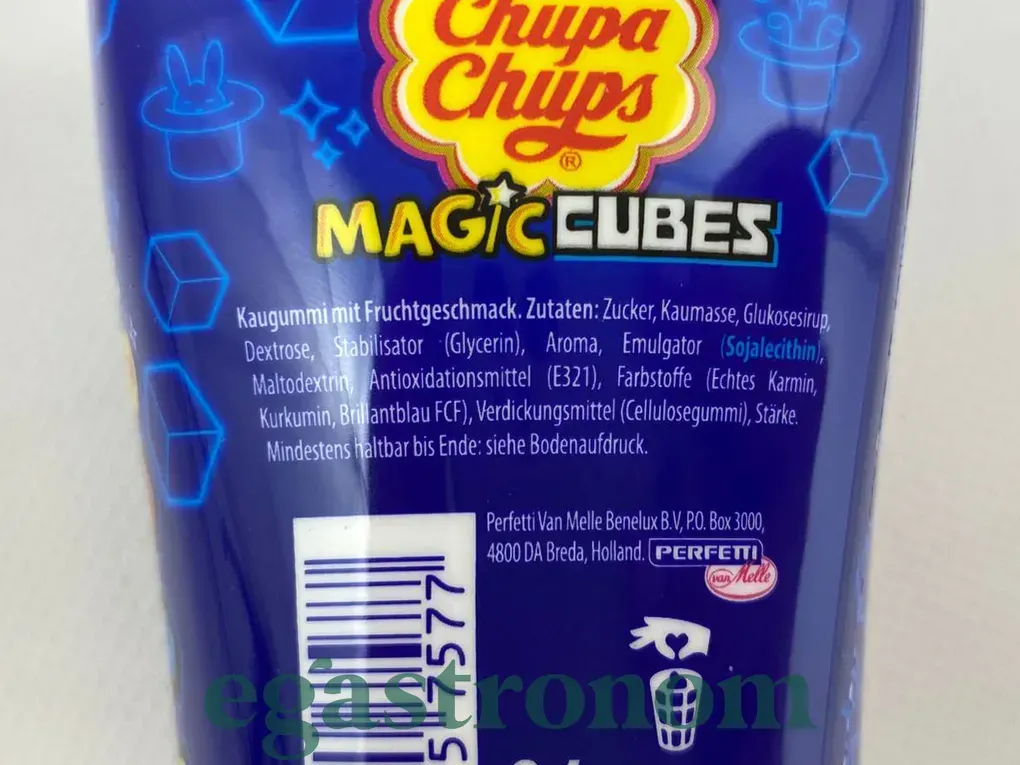 Chupa
Chups
®
MAGIC CUBES
Kaugummi mit Fruchtgeschmack. Zutaten: Zucker, Kaumasse, Glukosesirup,
Dextrose, Stabilisator (Glycerin), Aroma, Emulgator (Sojalecithin),
Maltodextrin, Antioxidationsmittel (E321), Farbstoffe (Echtes Karmin,
Kurkumin, Brillantblau FCF), Verdickungsmittel (Cellulosegummi), Stärke.
Mindestens haltbar bis Ende: siehe Bodenaufdruck.
Perfetti Van Melle Benelux B.V, P.O. Box 3000,
4800 DA Breda, Holland. PERFETTI
van Melle
57577
egastronom